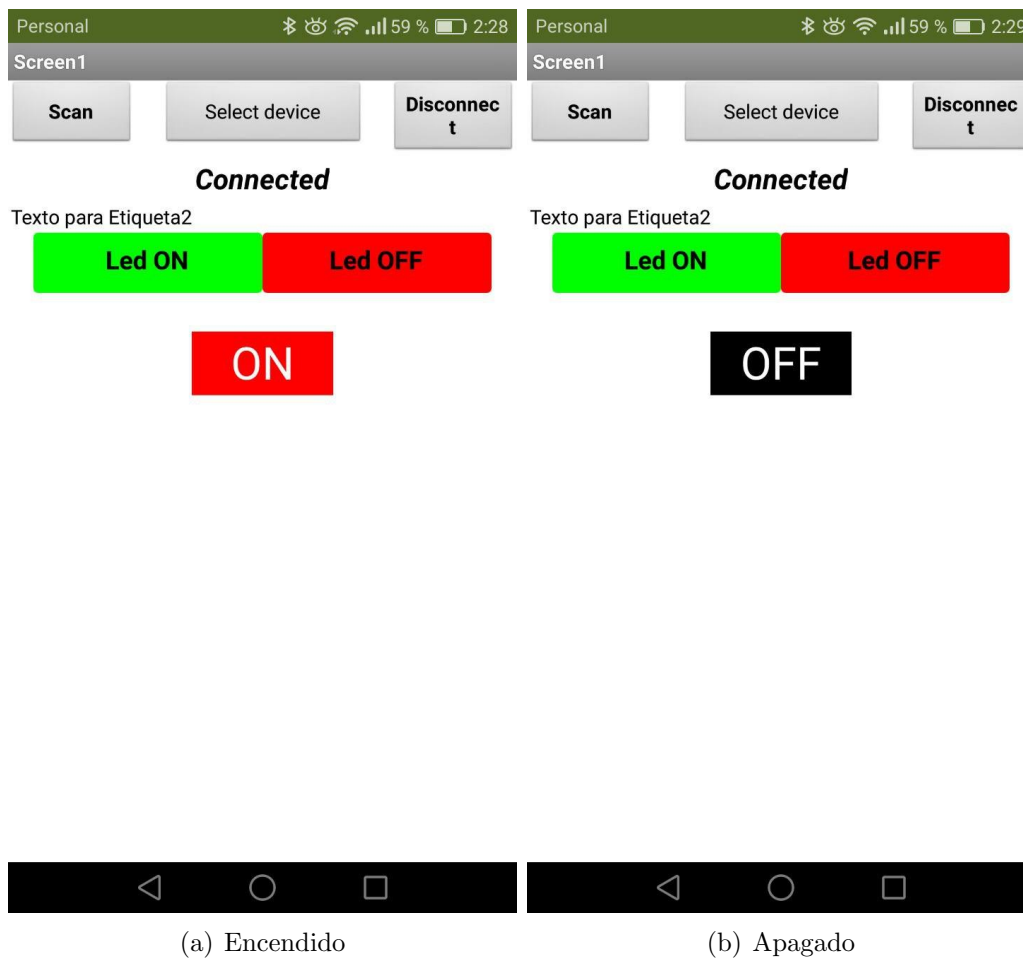 Personal 59 % 2:28
Screen1
Scan Select device Disconnec
t
Connected
Texto para Etiqueta2
Led ON Led OFF
ON
(a) Encendido
Personal 59 % 2:29
Screen1
Scan Select device Disconnec
t
Connected
Texto para Etiqueta2
Led ON Led OFF
OFF
(b) Apagado